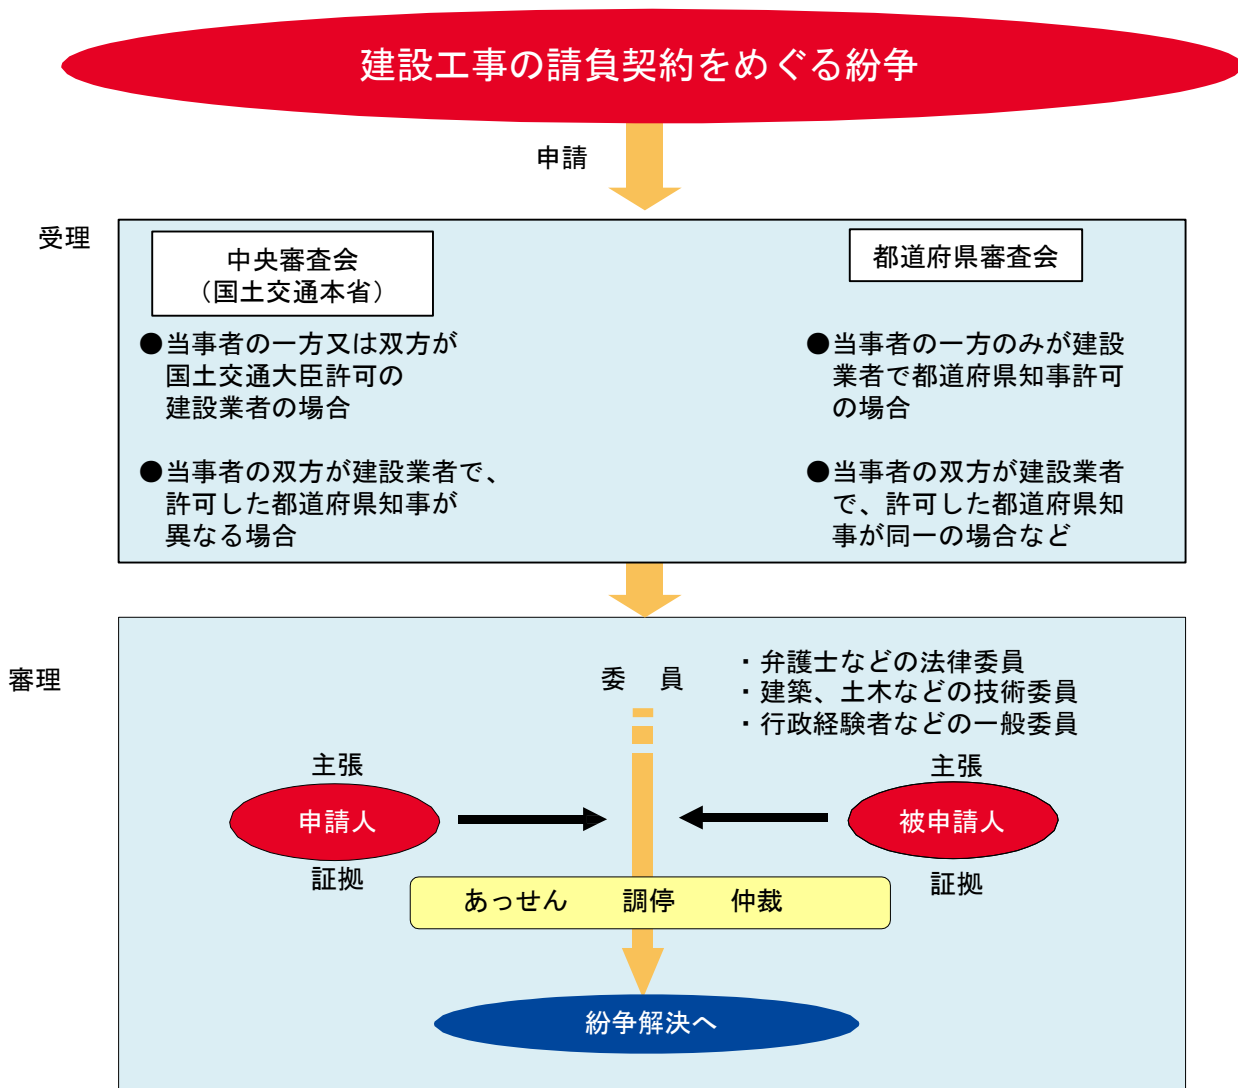 建設工事の請負契約をめぐる紛争
申請
受理
中央審査会
（国土交通本省）
●当事者の一方又は双方が
国土交通大臣許可の
建設業者の場合
●当事者の双方が建設業者で、
許可した都道府県知事が
異なる場合
都道府県審査会
●当事者の一方のみが建設
業者で都道府県知事許可
の場合
●当事者の双方が建設業者
で、許可した都道府県知
事が同一の場合など
審理
委　員
・弁護士などの法律委員
・建築、土木などの技術委員
・行政経験者などの一般委員
主張
申請人
証拠
主張
被申請人
証拠
あっせん　　調停　　仲裁
紛争解決へ